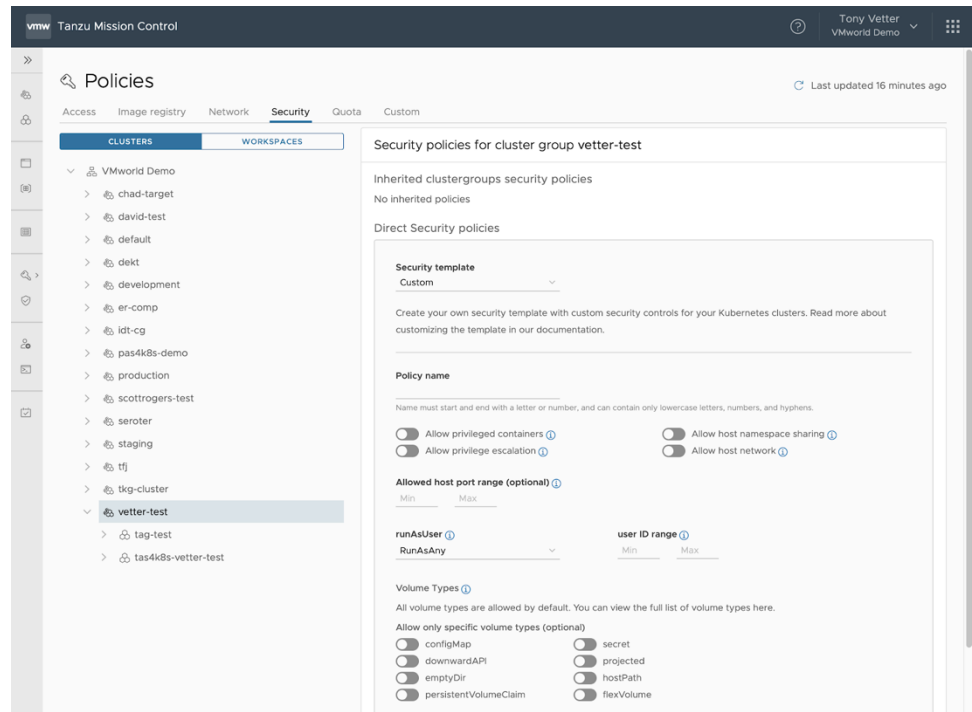 vmw Tanzu Mission Control
Tony Vetter
VMworld Demo
Policies
Last updated 16 minutes ago
Access Image registry Network Security Quota Custom
CLUSTERS WORKSPACES
VMworld Demo
chad-target
david-test
default
dekt
development
er-comp
idt-cg
pas4k8s-demo
production
scottrogers-test
seroter
staging
tfj
tkg-cluster
vetter-test
tag-test
tas4k8s-vetter-test
Security policies for cluster group vetter-test
Inherited clustergroups security policies
No inherited policies
Direct Security policies
Security template
Custom
Create your own security template with custom security controls for your Kubernetes clusters. Read more about
customizing the template in our documentation.
Policy name
Name must start and end with a letter or number, and can contain only lowercase letters, numbers, and hyphens.
Allow privileged containers Allow host namespace sharing
Allow privilege escalation Allow host network
Allowed host port range (optional)
Min Max
runAsUser user ID range
RunAsAny Min Max
Volume Types
All volume types are allowed by default. You can view the full list of volume types here.
Allow only specific volume types (optional)
configMap secret
downwardAPI projected
emptyDir hostPath
persistentVolumeClaim flexVolume